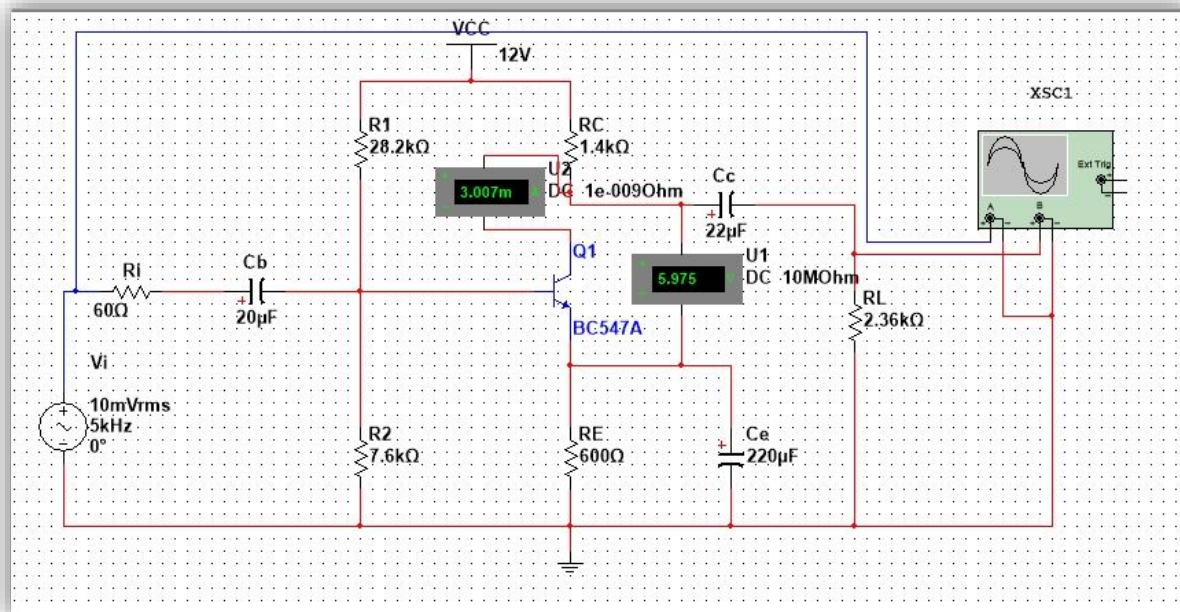 VCC
12V
XSC1
R1
28.2kΩ
RC
1.4kΩ
Ext Trig
U2
3.007m
DC 1e-009Ohm
Cc
22µF
A
B
Q1
U1
5.975
DC 10MOhm
Ri
60Ω
Cb
20µF
RL
2.36kΩ
BC547A
Vi
10mVrms
5kHz
0°
R2
7.6kΩ
RE
600Ω
Ce
220µF